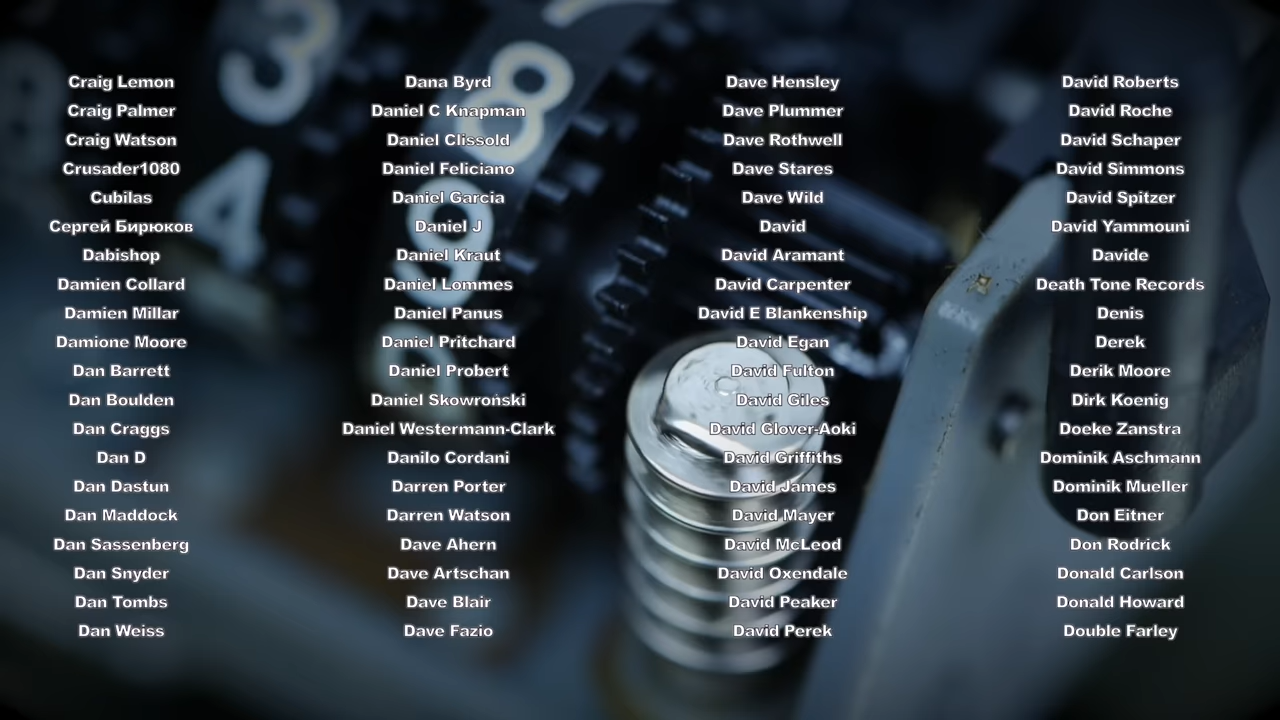 Craig Lemon
Craig Palmer
Craig Watson
Crusader1080
Cubilas
Сергей Бирюков
Dabishop
Damien Collard
Damien Millar
Damione Moore
Dan Barrett
Dan Boulden
Dan Craggs
Dan D
Dan Dastun
Dan Maddock
Dan Sassenberg
Dan Snyder
Dan Tombs
Dan Weiss
Dana Byrd
Daniel C Knapman
Daniel Clissold
Daniel Feliciano
Daniel Garcia
Daniel J
Daniel Kraut
Daniel Lommes
Daniel Panus
Daniel Pritchard
Daniel Probert
Daniel Skowroński
Daniel Westermann-Clark
Danilo Cordani
Darren Porter
Darren Watson
Dave Ahern
Dave Artschan
Dave Blair
Dave Fazio
Dave Hensley
Dave Plummer
Dave Rothwell
Dave Stares
Dave Wild
David
David Aramant
David Carpenter
David E Blankenship
David Egan
David Fulton
David Giles
David Glover-Aoki
David Griffiths
David James
David Mayer
David McLeod
David Oxendale
David Peaker
David Perek
David Roberts
David Roche
David Schaper
David Simmons
David Spitzer
David Yammouni
Davide
Death Tone Records
Denis
Derek
Derik Moore
Dirk Koenig
Doeke Zanstra
Dominik Aschmann
Dominik Mueller
Don Eitner
Don Rodrick
Donald Carlson
Donald Howard
Double Farley
3
4
8
9